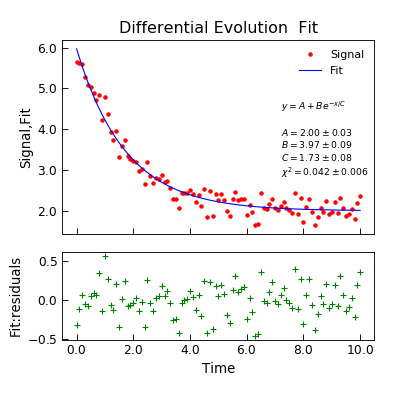 Differential Evolution  Fit
6.0
5.0
4.0
3.0
2.0
Signal,Fit
Signal
Fit
y = A + Be^{-x/C}
A = 2.00 ± 0.03
B = 3.97 ± 0.09
C = 1.73 ± 0.08
χ² = 0.042 ± 0.006
0.5
0.0
−0.5
Fit:residuals
0.0 2.0 4.0 6.0 8.0 10.0
Time